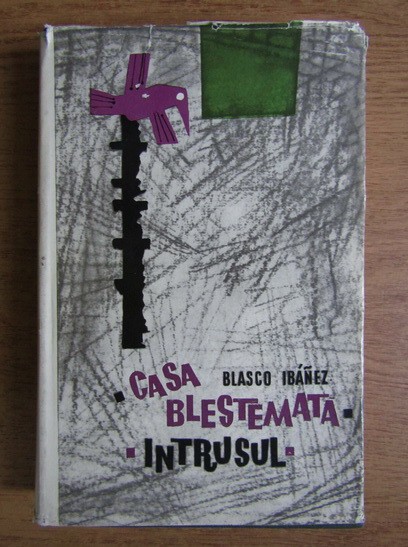 BLASCO IBÁÑEZ
CASA
BLESTEMATĂ
INTRUSUL